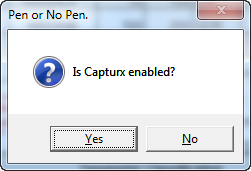 Pen or No Pen.
Is Capturx enabled?
Yes No